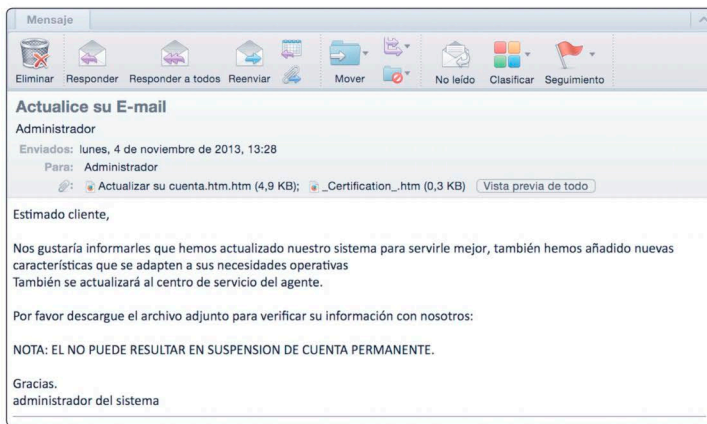 Mensaje
Eliminar Responder Responder a todos Reenviar Mover No leído Clasificar Seguimiento
Actualice su E-mail
Administrador
Enviados: lunes, 4 de noviembre de 2013, 13:28
Para: Administrador
Actualizar su cuenta.htm.htm (4,9 KB); _Certification_.htm (0,3 KB) Vista previa de todo
Estimado cliente,
Nos gustaría informarles que hemos actualizado nuestro sistema para servirle mejor, también hemos añadido nuevas
características que se adapten a sus necesidades operativas
También se actualizará al centro de servicio del agente.
Por favor descargue el archivo adjunto para verificar su información con nosotros:
NOTA: EL NO PUEDE RESULTAR EN SUSPENSION DE CUENTA PERMANENTE.
Gracias.
administrador del sistema